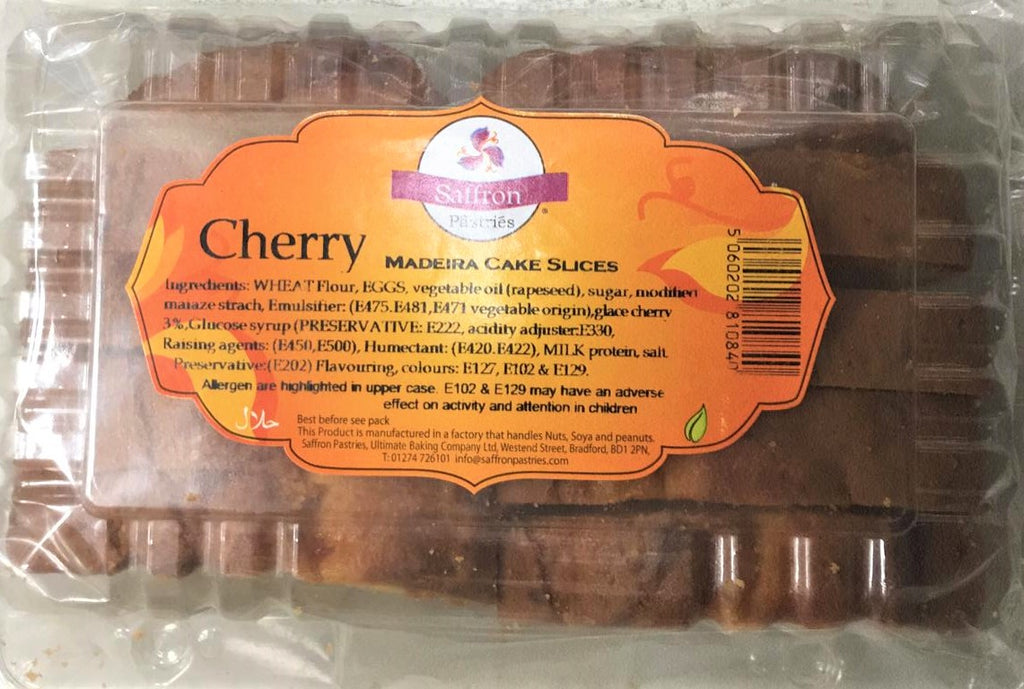 Saffron
Pastriés
®
Cherry MADEIRA CAKE SLICES
Ingredients: WHEAT Flour, EGGS, vegetable oil (rapeseed), sugar, modifien
maiaze strach, Emulsifier: (E475.E481,E471 vegetable origin),glace cherry
3%,Glucose syrup (PRESERVATIVE: E222, acidity adjuster:E330,
Raising agents: (E450,E500), Humectant: (E420. E422), MILK protein, salt.
Preservative:(E202) Flavouring, colours: E127, E102 & E129.
Allergen are highlighted in upper case. E102 & E129 may have an adverse
effect on activity and attention in children
حلال
Best before see pack
This Product is manufactured in a factory that handles Nuts, Soya and peanuts.
Saffron Pastries, Ultimate Baking Company Ltd, Westend Street, Bradford, BD1 2PN,
T: 01274 726101 info@saffronpastries.com
5 060202 810840